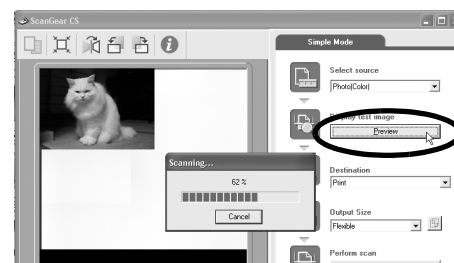 ScanGear CS
Simple Mode
Select source
Photo(Color)
Display test image
Preview
Scanning...
62 %
Cancel
Destination
Print
Output Size
Flexible
Perform scan